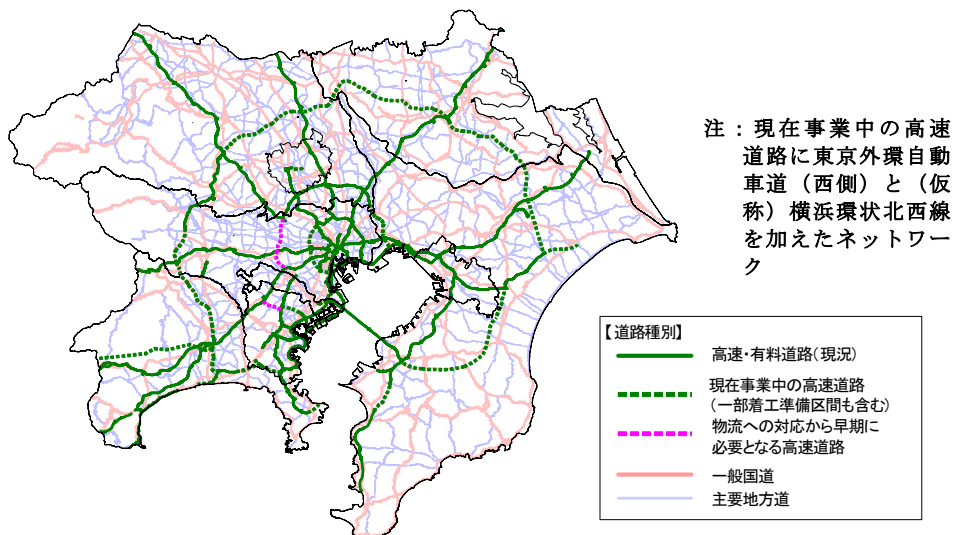 注：現在事業中の高速
道路に東京外環自動
車道（西側）と（仮
称）横浜環状北西線
を加えたネットワー
ク
【道路種別】
高速・有料道路（現況）
現在事業中の高速道路
（一部着工準備区間も含む）
物流への対応から早期に
必要となる高速道路
一般国道
主要地方道